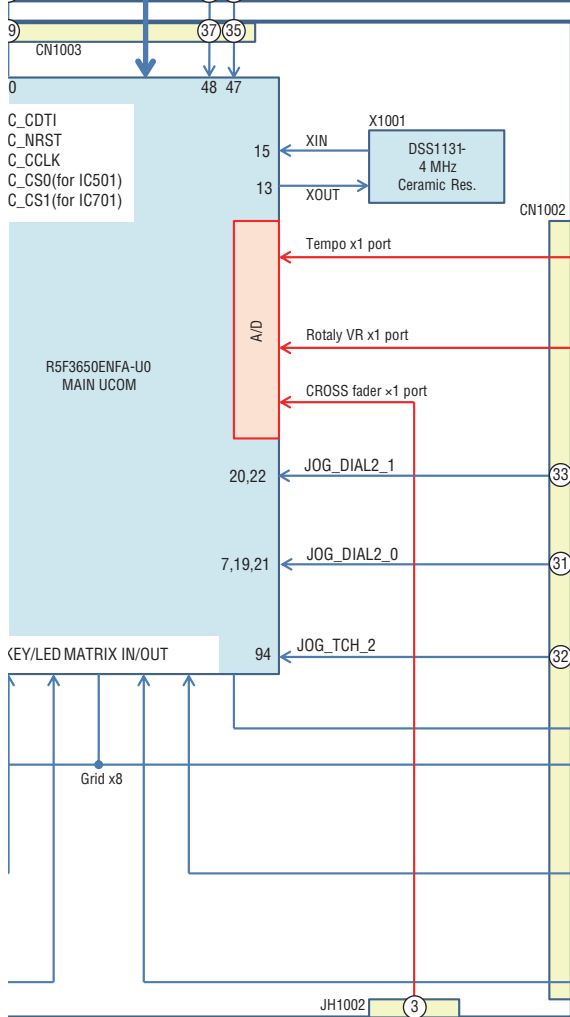 9
37
35
CN1003
0
48
47
C_CDTI
C_NRST
C_CCLK
C_CS0(for IC501)
C_CS1(for IC701)
15
XIN
13
XOUT
X1001
DSS1131-
4 MHz
Ceramic Res.
CN1002
Tempo x1 port
A/D
Rotaly VR x1 port
R5F3650ENFA-U0
MAIN UCOM
CROSS fader ×1 port
20,22
JOG_DIAL2_1
33
7,19,21
JOG_DIAL2_0
31
KEY/LED MATRIX IN/OUT
94
JOG_TCH_2
32
Grid x8
JH1002
3